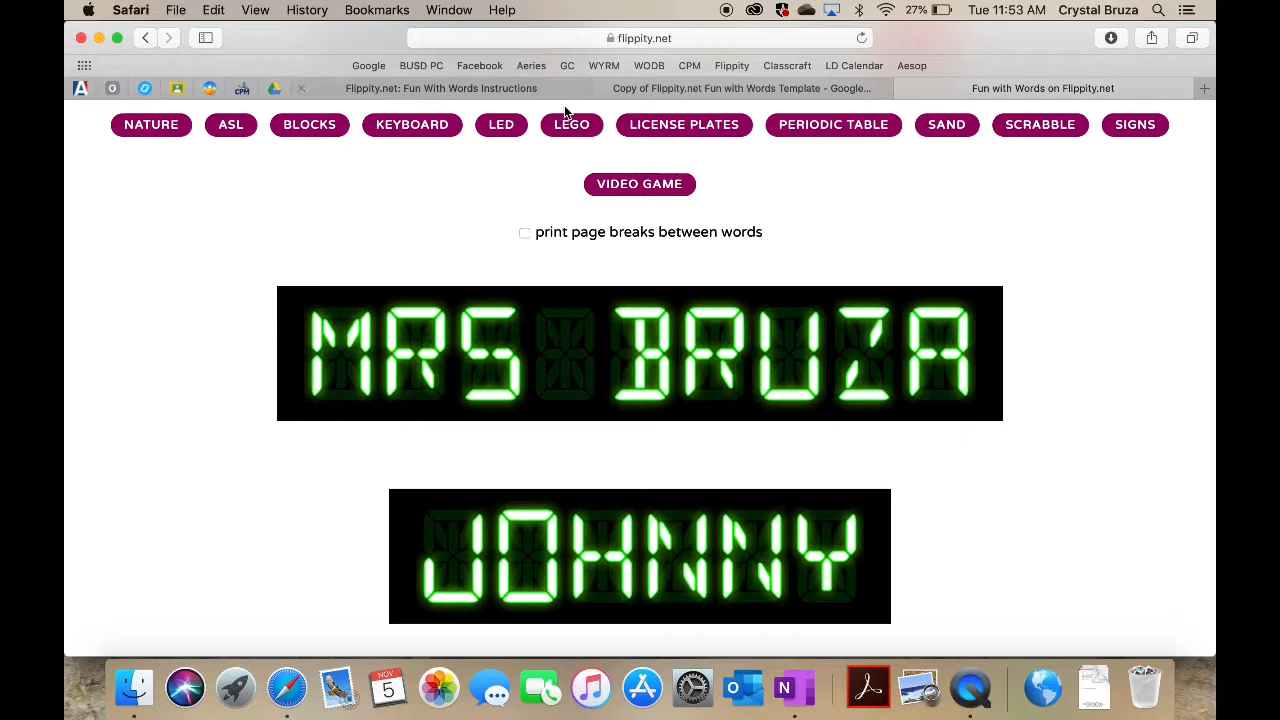 Safari File Edit View History Bookmarks Window Help 27% Tue 11:53 AM Crystal Bruza
flippity.net
Google BUSD PC Facebook Aeries GC WYRM WODB CPM Flippity Classcraft LD Calendar Aesop
CPM Flippity.net: Fun With Words Instructions Copy of Flippity.net Fun with Words Template - Google... Fun with Words on Flippity.net
NATURE ASL BLOCKS KEYBOARD LED LEGO LICENSE PLATES PERIODIC TABLE SAND SCRABBLE SIGNS
VIDEO GAME
print page breaks between words
MRS BRUZA
JOHNNY
NOV
5